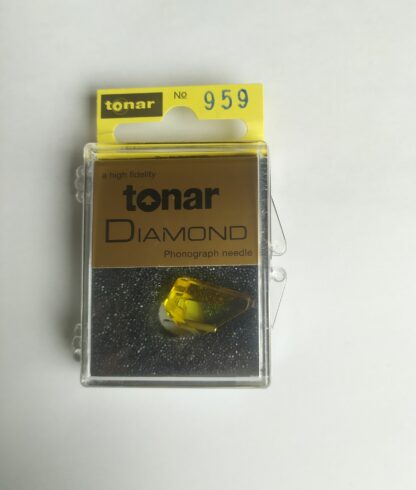 tonar No 959
a high fidelity
tonar
DIAMOND
Phonograph needle